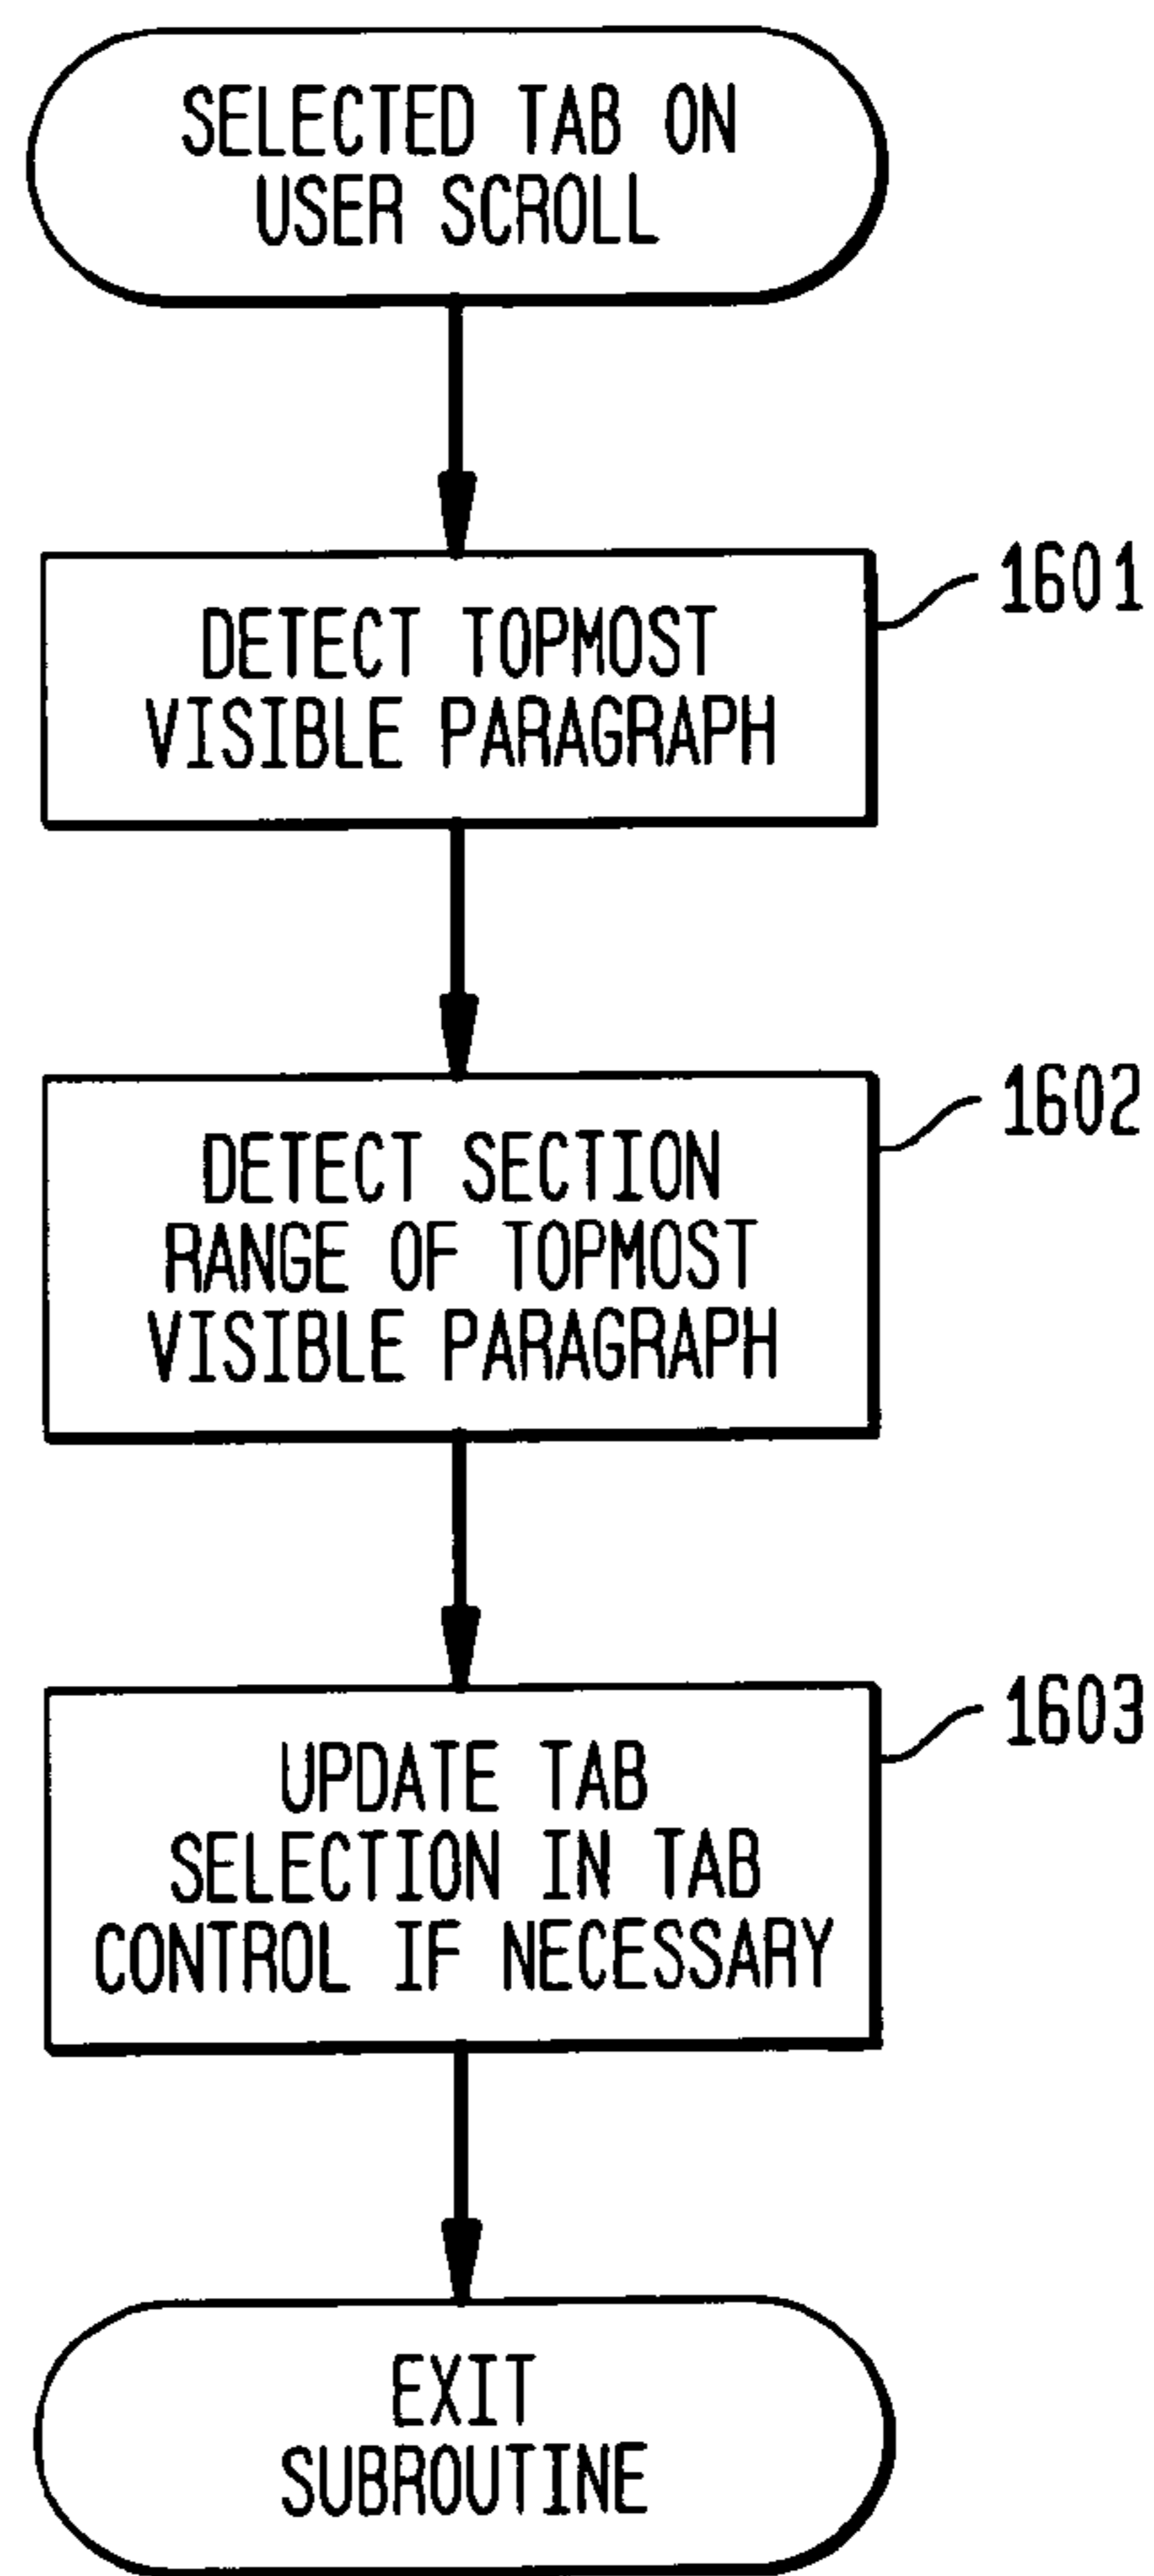 SELECTED TAB ON
USER SCROLL
1601
DETECT TOPMOST
VISIBLE PARAGRAPH
1602
DETECT SECTION
RANGE OF TOPMOST
VISIBLE PARAGRAPH
1603
UPDATE TAB
SELECTION IN TAB
CONTROL IF NECESSARY
EXIT
SUBROUTINE